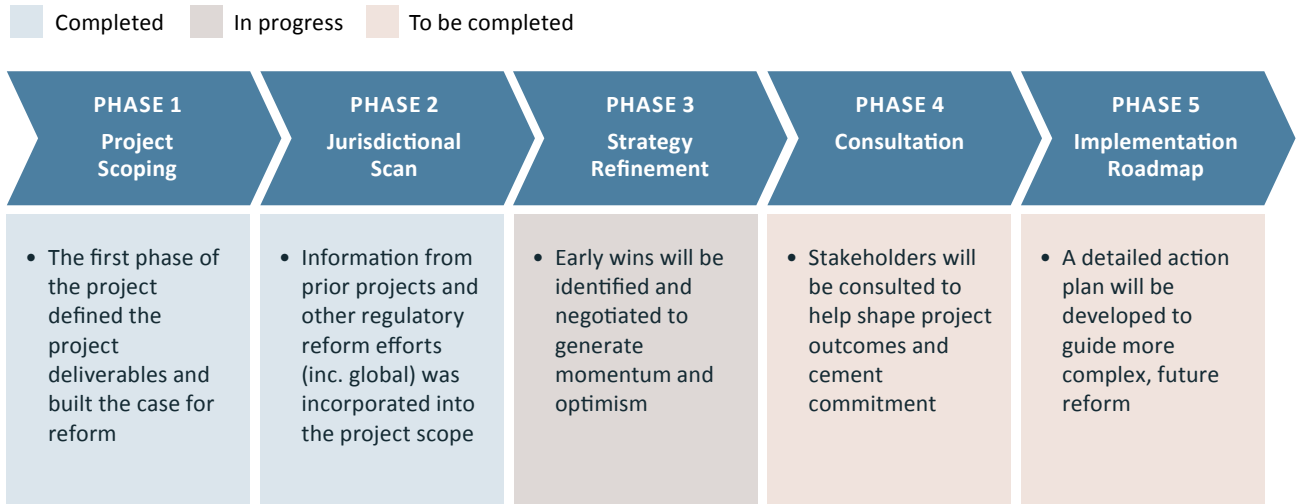 Completed
In progress
To be completed
PHASE 1
Project
Scoping
PHASE 2
Jurisdictional
Scan
PHASE 3
Strategy
Refinement
PHASE 4
Consultation
PHASE 5
Implementation
Roadmap
• The first phase of
the project
defined the
project
deliverables and
built the case for
reform
• Information from
prior projects and
other regulatory
reform efforts
(inc. global) was
incorporated into
the project scope
• Early wins will be
identified and
negotiated to
generate
momentum and
optimism
• Stakeholders will
be consulted to
help shape project
outcomes and
cement
commitment
• A detailed action
plan will be
developed to
guide more
complex, future
reform